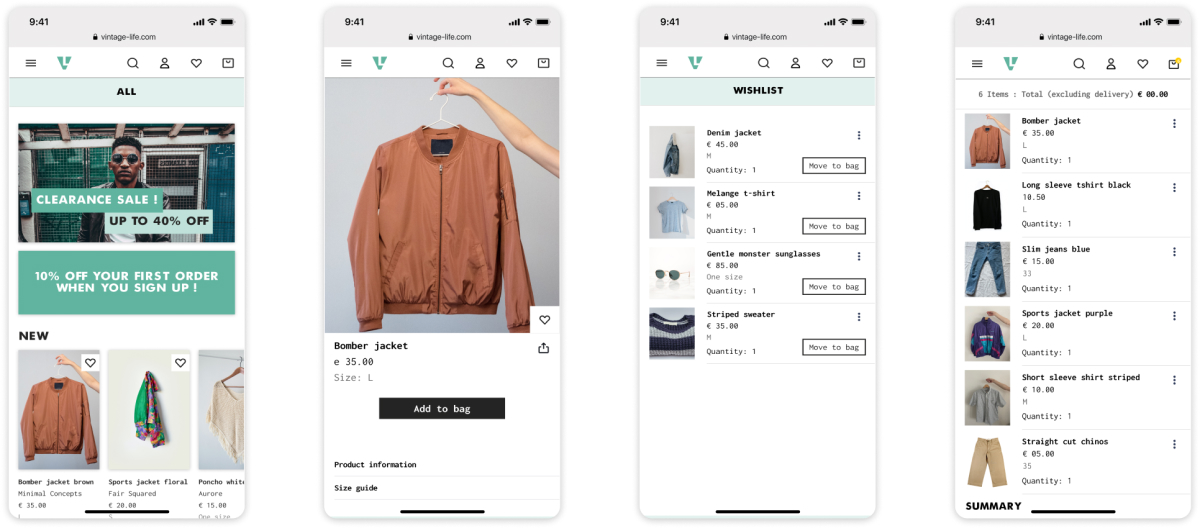 9:41
vintage-life.com
ALL
CLEARANCE SALE !
UP TO 40% OFF
10% OFF YOUR FIRST ORDER
WHEN YOU SIGN UP !
NEW
Bomber jacket brown
Minimal Concepts
€ 35.00
L
Sports jacket floral
Fair Squared
€ 20.00
S
Poncho white
Aurore
€ 15.00
One size
9:41
vintage-life.com
Bomber jacket
e 35.00
Size: L
Add to bag
Product information
Size guide
9:41
vintage-life.com
WISHLIST
Denim jacket
€ 45.00
M
Quantity: 1
Move to bag
Melange t-shirt
€ 05.00
M
Quantity: 1
Move to bag
Gentle monster sunglasses
€ 85.00
One size
Quantity: 1
Move to bag
Striped sweater
€ 35.00
M
Quantity: 1
Move to bag
9:41
vintage-life.com
6 Items : Total (excluding delivery) € 00.00
Bomber jacket
€ 35.00
L
Quantity: 1
Long sleeve tshirt black
10.50
L
Quantity: 1
Slim jeans blue
€ 15.00
33
Quantity: 1
Sports jacket purple
€ 20.00
L
Quantity: 1
Short sleeve shirt striped
€ 10.00
M
Quantity: 1
Straight cut chinos
€ 05.00
35
Quantity: 1
SUMMARY